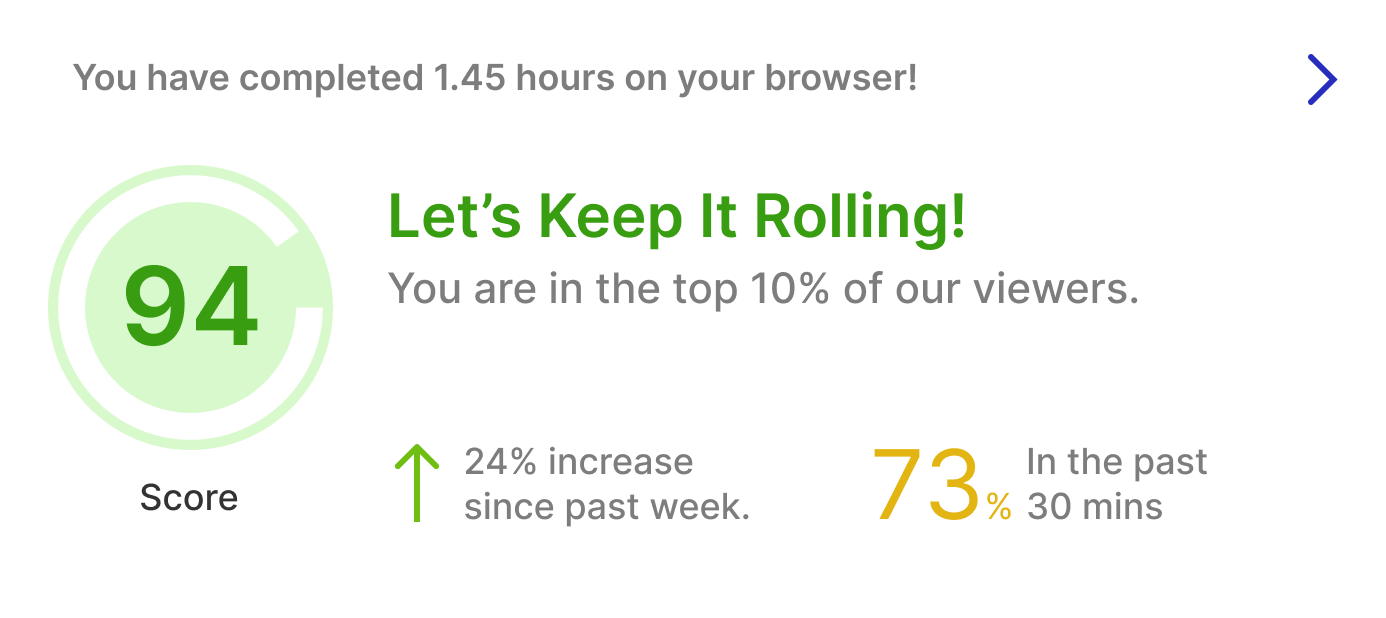 You have completed 1.45 hours on your browser!
94
Score
Let’s Keep It Rolling!
You are in the top 10% of our viewers.
24% increase
since past week.
73%
In the past
30 mins